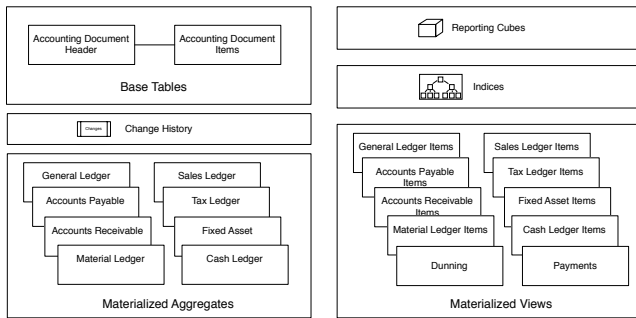 Accounting Document
Header
Accounting Document
Items
Base Tables
Changes
Change History
General Ledger
Accounts Payable
Accounts Receivable
Material Ledger
Sales Ledger
Tax Ledger
Fixed Asset
Cash Ledger
Materialized Aggregates
Reporting Cubes
Indices
General Ledger Items
Accounts Payable
Items
Accounts Receivable
Items
Material Ledger Items
Dunning
Sales Ledger Items
Tax Ledger Items
Fixed Asset Items
Cash Ledger Items
Payments
Materialized Views